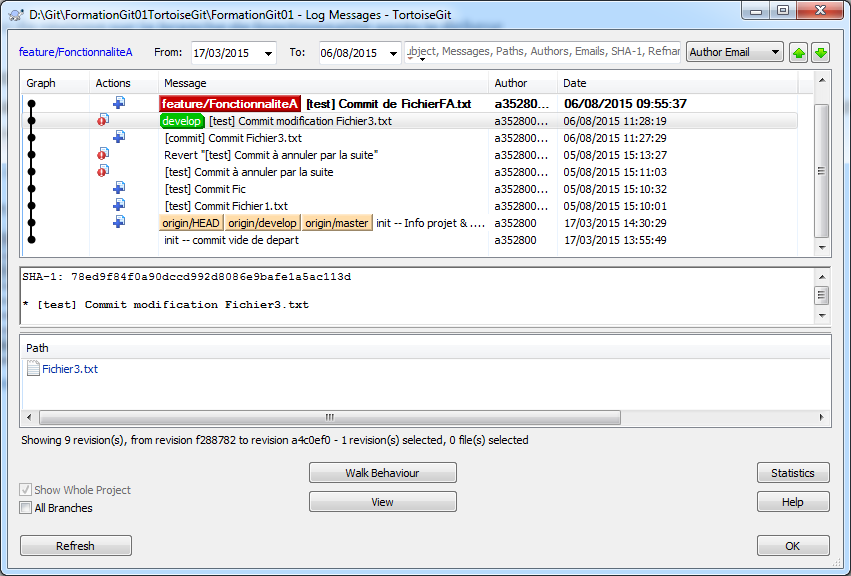 D:\Git\FormationGit01TortoiseGit\FormationGit01 - Log Messages - TortoiseGit
feature/FonctionnaliteA From: 17/03/2015 To: 06/08/2015 ubject, Messages, Paths, Authors, Emails, SHA-1, Refnar Author Email
Graph Actions Message Author Date
feature/FonctionnaliteA [test] Commit de FichierFA.txt a352800... 06/08/2015 09:55:37
develop [test] Commit modification Fichier3.txt a352800... 06/08/2015 11:28:19
[commit] Commit Fichier3.txt a352800... 06/08/2015 11:27:29
Revert "[test] Commit à annuler par la suite" a352800... 05/08/2015 15:13:27
[test] Commit à annuler par la suite a352800... 05/08/2015 15:11:03
[test] Commit Fic a352800... 05/08/2015 15:10:32
[test] Commit Fichier1.txt a352800... 05/08/2015 15:10:01
origin/HEAD origin/develop origin/master init -- Info projet & .... a352800 17/03/2015 14:30:29
init -- commit vide de depart a352800 17/03/2015 13:55:49
SHA-1: 78ed9f84f0a90dccd992d8086e9bafe1a5ac113d
* [test] Commit modification Fichier3.txt
Path
Fichier3.txt
Showing 9 revision(s), from revision f288782 to revision a4c0ef0 - 1 revision(s) selected, 0 file(s) selected
Walk Behaviour Statistics
Show Whole Project
View Help
All Branches
Refresh OK